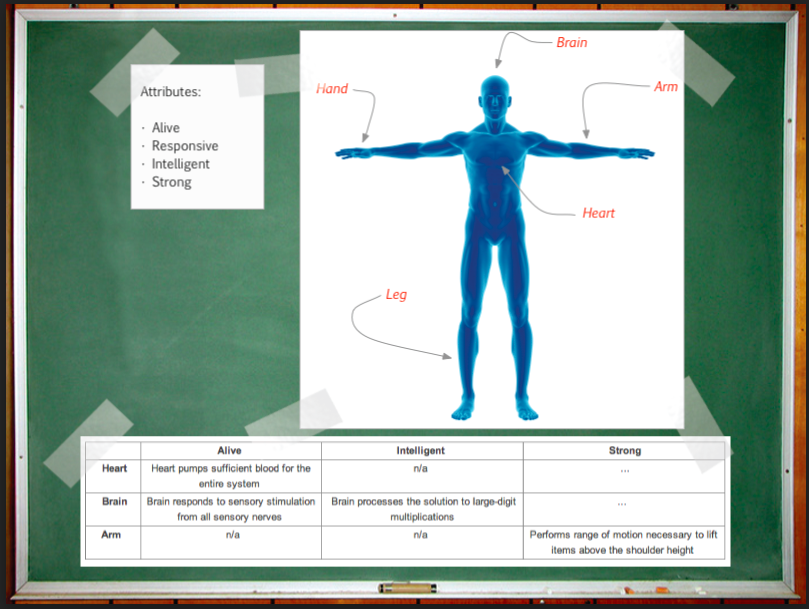 Brain
Hand
Arm
Attributes:
· Alive
· Responsive
· Intelligent
· Strong
Heart
Leg
Alive Intelligent Strong
Heart Heart pumps sufficient blood for the n/a ...
entire system
Brain Brain responds to sensory stimulation Brain processes the solution to large-digit ...
from all sensory nerves multiplications
Arm n/a n/a Performs range of motion necessary to lift
items above the shoulder height